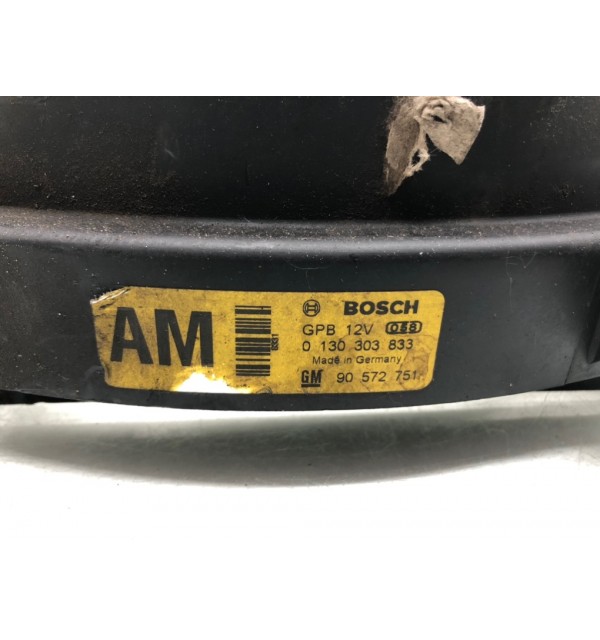 AM
BOSCH
GPB 12V
0 130 303 833
Made in Germany
GM 90 572 751